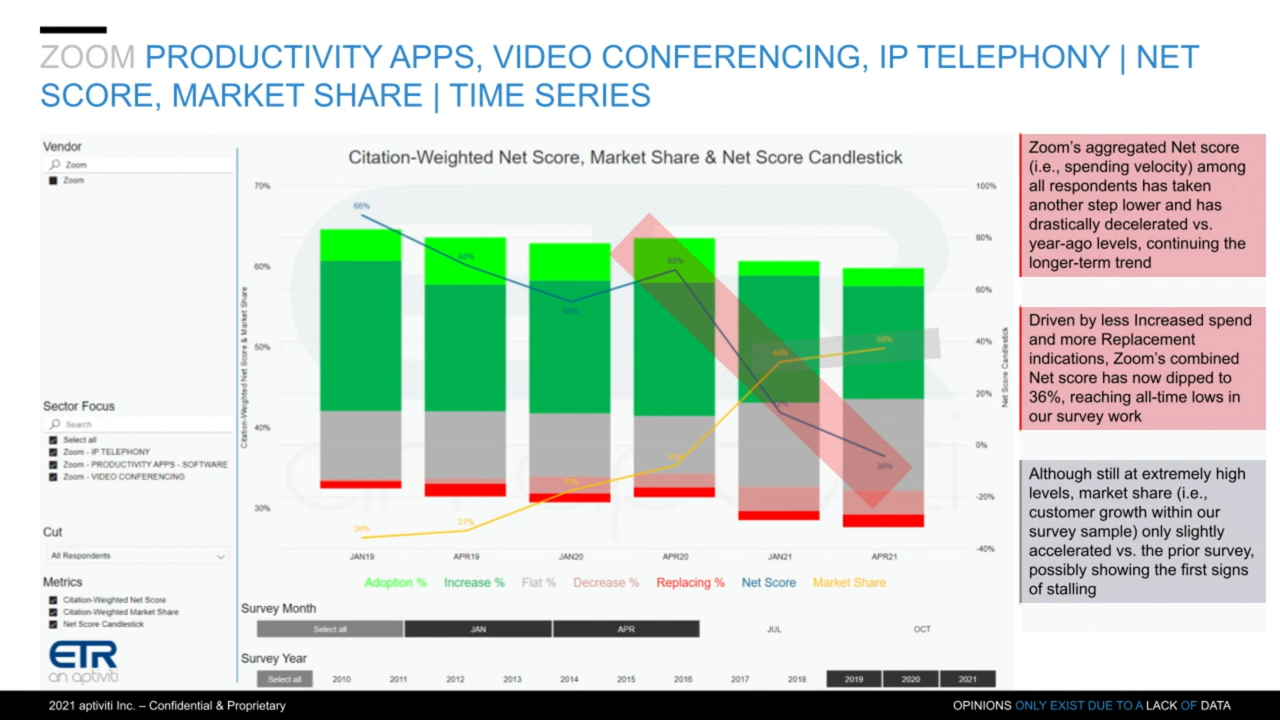 ZOOM PRODUCTIVITY APPS, VIDEO CONFERENCING, IP TELEPHONY | NET
SCORE, MARKET SHARE | TIME SERIES
Vendor
Zoom
Zoom
Sector Focus
Search
Select all
Zoom - IP TELEPHONY
Zoom - PRODUCTIVITY APPS - SOFTWARE
Zoom - VIDEO CONFERENCING
Cut
All Respondents
Metrics
Citation-Weighted Net Score
Citation-Weighted Market Share
Net Score Candlestick
ETR
an aptiviti
Citation-Weighted Net Score, Market Share & Net Score Candlestick
Citation-Weighted Net Score & Market Share
70%
60%
50%
40%
30%
66%
60%
56%
60%
36%
26%
27%
48%
50%
100%
80%
60%
40%
20%
0%
-20%
-40%
Net Score Candlestick
JAN19 APR19 JAN20 APR20 JAN21 APR21
Adoption % Increase % Flat % Decrease % Replacing % Net Score Market Share
Survey Month
Select all JAN APR JUL OCT
Survey Year
Select all 2010 2011 2012 2013 2014 2015 2016 2017 2018 2019 2020 2021
Zoom's aggregated Net score
(i.e., spending velocity) among
all respondents has taken
another step lower and has
drastically decelerated vs.
year-ago levels, continuing the
longer-term trend
Driven by less Increased spend
and more Replacement
indications, Zoom's combined
Net score has now dipped to
36%, reaching all-time lows in
our survey work
Although still at extremely high
levels, market share (i.e.,
customer growth within our
survey sample) only slightly
accelerated vs. the prior survey,
possibly showing the first signs
of stalling
2021 aptiviti Inc. – Confidential & Proprietary
OPINIONS ONLY EXIST DUE TO A LACK OF DATA